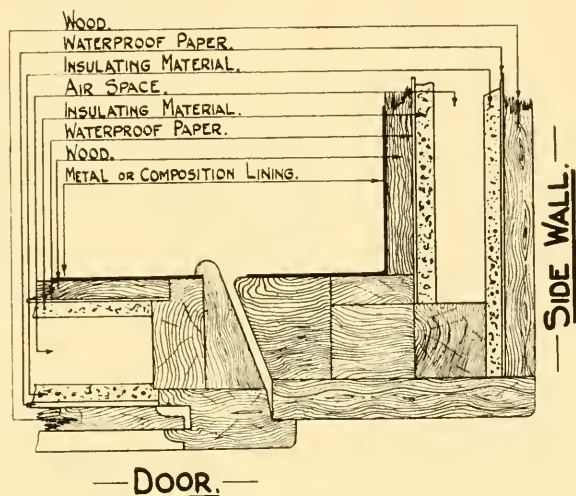 WOOD.
WATERPROOF PAPER.
INSULATING MATERIAL.
AIR SPACE.
INSULATING MATERIAL.
WATERPROOF PAPER.
WOOD.
METAL OR COMPOSITION LINING.
—SIDE WALL.—
—DOOR.—